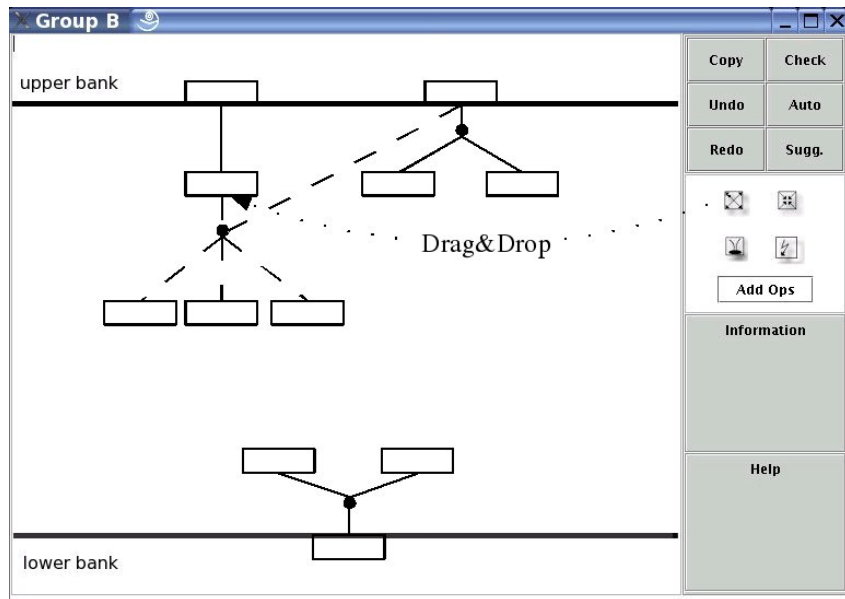 Group B
upper bank
Copy
Check
Undo
Auto
Redo
Sugg.
Drag&Drop
Add Ops
Information
Help
lower bank